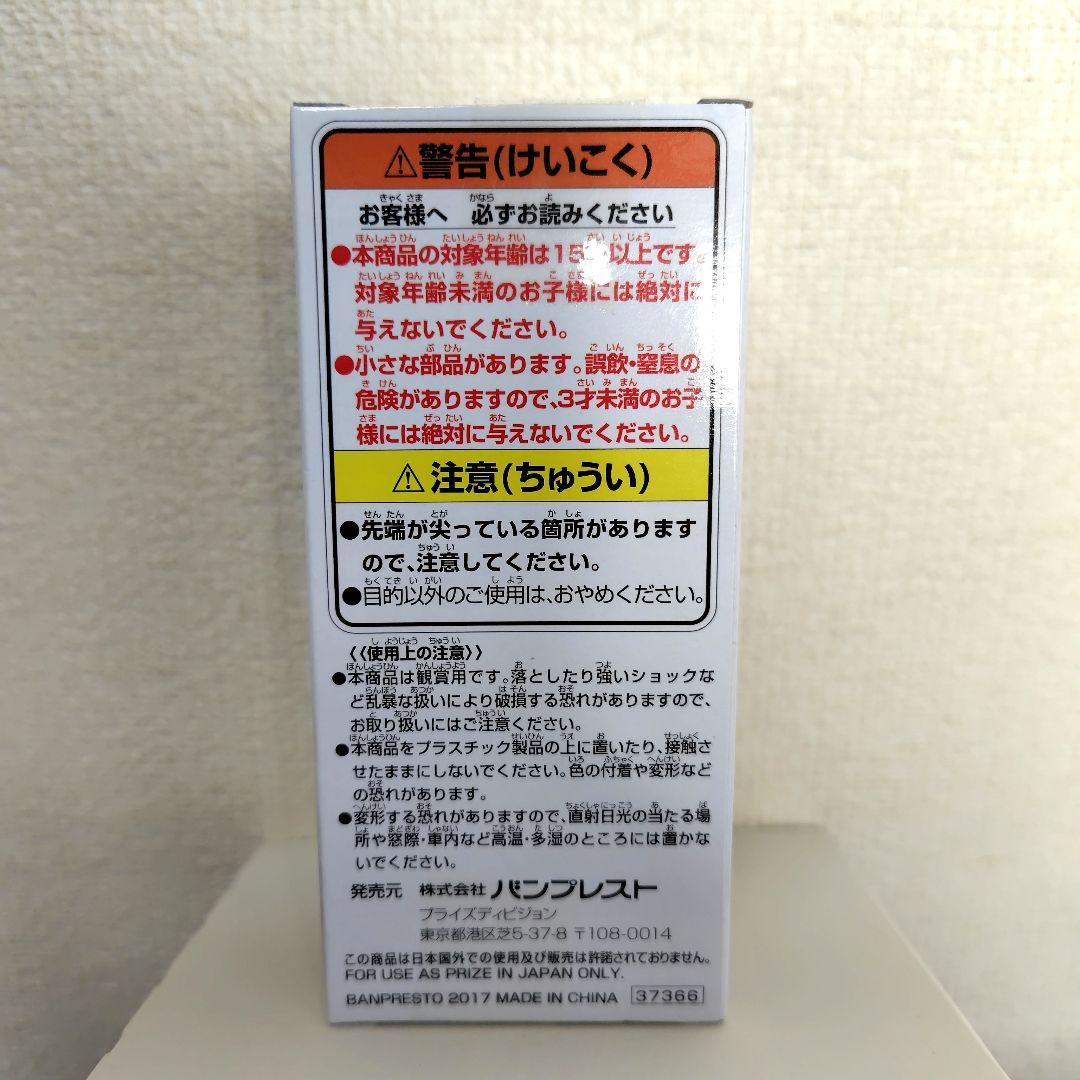 ⚠警告(けいこく)
お客様へ 必ずお読みください
●本商品の対象年齢は15 以上です。
対象年齢未満のお子様には絶対に
与えないでください。
●小さな部品があります。誤飲・窒息の
危険がありますので、3才未満のお子
様には絶対に与えないでください。
⚠注意(ちゅうい)
●先端が尖っている箇所があります
ので、注意してください。
●目的以外のご使用は、おやめください。
《使用上の注意》
●本商品は観賞用です。落としたり強いショックな
ど乱暴な扱いにより破損する恐れがありますので、
お取り扱いにはご注意ください。
●本商品をプラスチック製品の上に置いたり、接触さ
せたままにしないでください。色の付着や変形など
の恐れがあります。
●変形する恐れがありますので、直射日光の当たる場
所や窓際・車内など高温・多湿のところには置かな
いでください。
発売元 株式会社 バンプレスト
プライズディビジョン
東京都港区芝5-37-8 〒108-0014
この商品は日本国外での使用及び販売は許諾されておりません。
FOR USE AS PRIZE IN JAPAN ONLY.
BANPRESTO 2017 MADE IN CHINA 37366